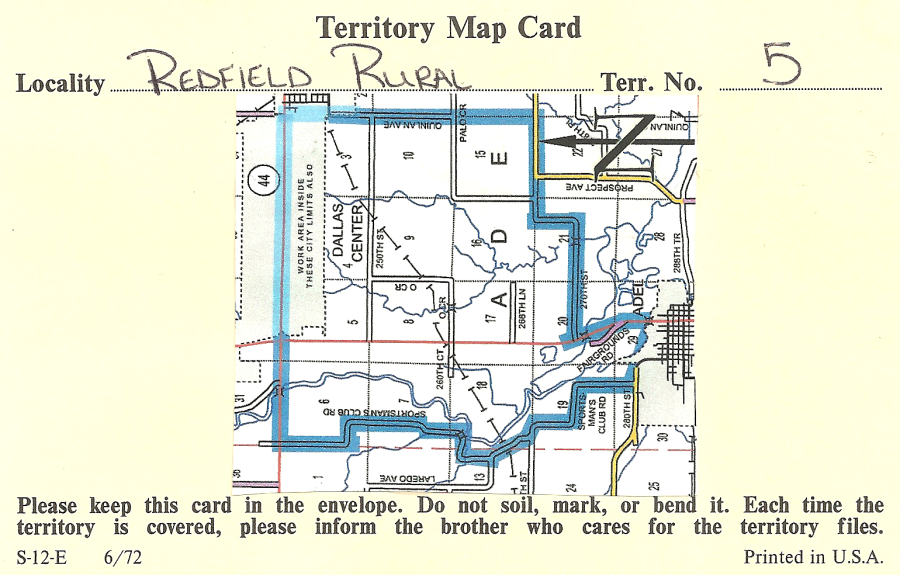 Territory Map Card
Locality REDFIELD RURAL Terr. No. 5
2
QUINLAN AVE
PALO CR
QUINLAN
N
3
10
15
E
22
27
44
PROSPECT AVE
WORK AREA INSIDE
THESE CITY LIMITS ALSO
DALLAS
CENTER
4
250TH ST
9
16
D
21
28
288TH TR
270TH ST
O CR
O CR
A
268TH LN
ADEL
5
8
17
20
29
FAIRGROUNDS
RD
260TH CT
18
31
6
7
SPORTSMAN'S CLUB RD
19
SPORTS-
MAN'S
CLUB RD
290TH ST
30
36
1
LAREDO AVE
13
TH ST
24
25
Please keep this card in the envelope. Do not soil, mark, or bend it. Each time the
territory is covered, please inform the brother who cares for the territory files.
S-12-E 6/72 Printed in U.S.A.